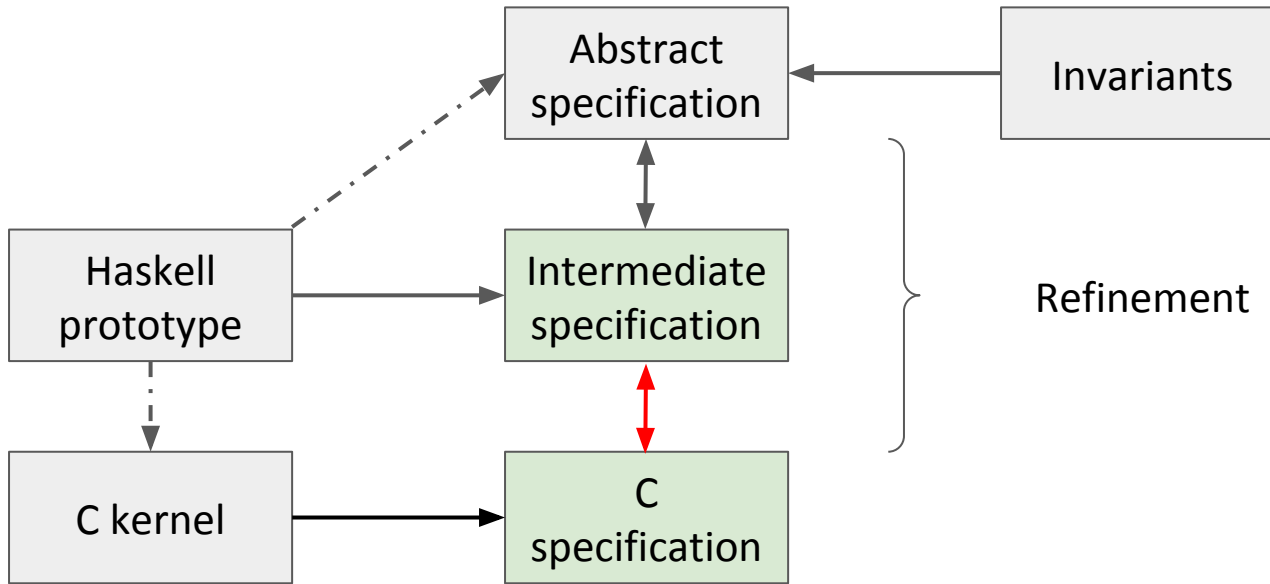 Abstract
specification
Invariants
Haskell
prototype
Intermediate
specification
Refinement
C kernel
C
specification